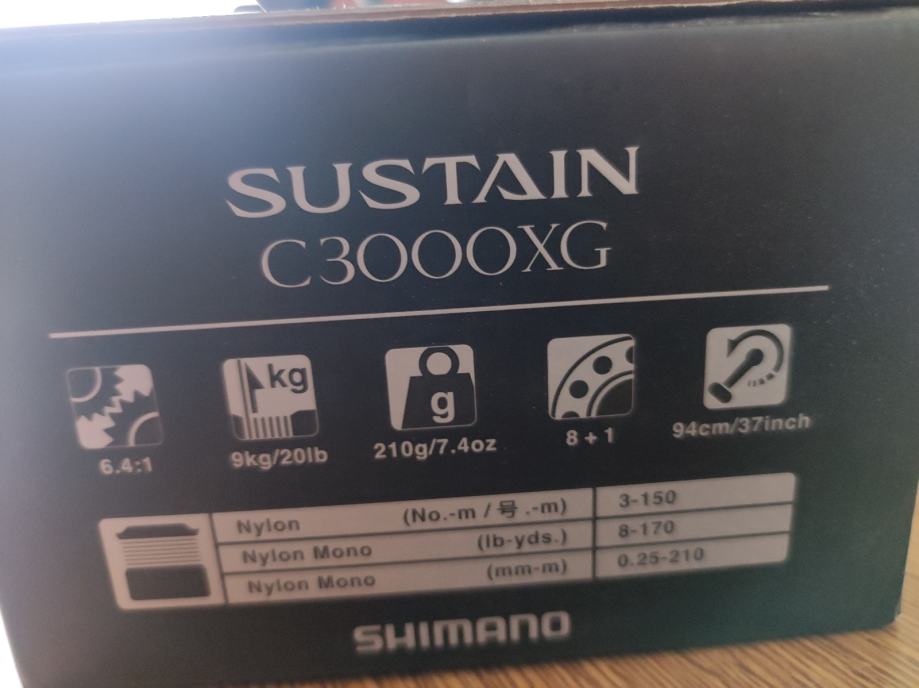 SUSTAIN
C3000XG
kg
g
6.4:1 9kg/20lb 210g/7.4oz 8+1 94cm/37inch
Nylon (No.-m / 号.-m) 3-150
Nylon Mono (lb-yds.) 8-170
Nylon Mono (mm-m) 0.25-210
SHIMANO